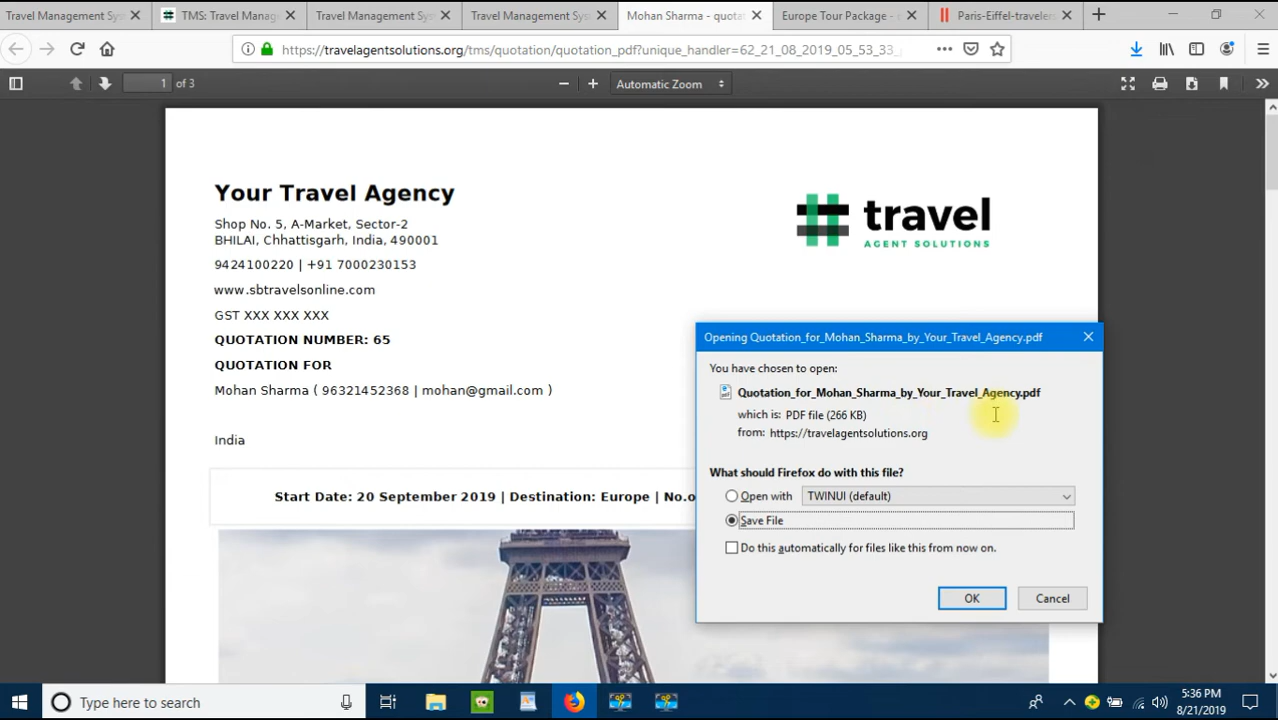 Travel Management Sys
TMS: Travel Manag
Travel Management Sys
Travel Management Sys
Mohan Sharma - quotat
Europe Tour Package -
Paris-Eiffel-travelers
https://travelagentsolutions.org/tms/quotation/quotation_pdf?unique_handler=62_21_08_2019_05_53_33_
1 of 3
Automatic Zoom
Your Travel Agency
Shop No. 5, A-Market, Sector-2
BHILAI, Chhattisgarh, India, 490001
9424100220 | +91 7000230153
www.sbtravelsonline.com
GST XXX XXX XXX
QUOTATION NUMBER: 65
QUOTATION FOR
Mohan Sharma ( 96321452368 | mohan@gmail.com )
India
Start Date: 20 September 2019 | Destination: Europe | No.o
travel
AGENT SOLUTIONS
Opening Quotation_for_Mohan_Sharma_by_Your_Travel_Agency.pdf
You have chosen to open:
Quotation_for_Mohan_Sharma_by_Your_Travel_Agency.pdf
which is: PDF file (266 KB)
from: https://travelagentsolutions.org
What should Firefox do with this file?
Open with TWINUI (default)
Save File
Do this automatically for files like this from now on.
OK
Cancel
Type here to search
5:36 PM
8/21/2019